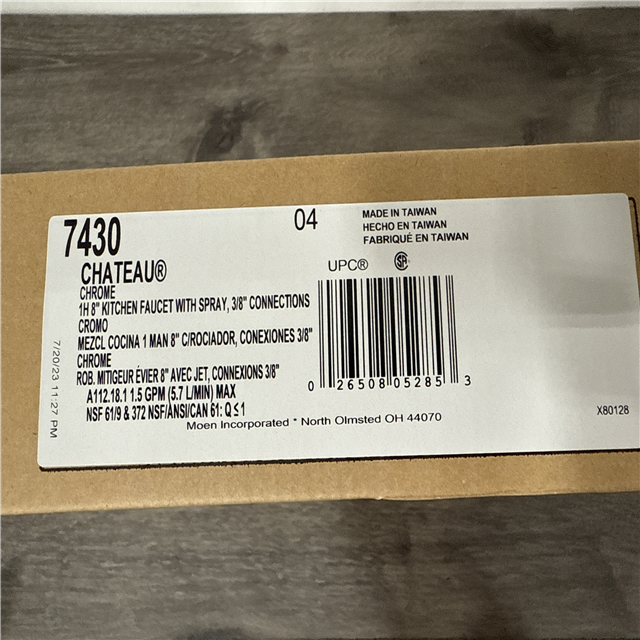 7430
04
MADE IN TAIWAN
HECHO EN TAIWAN
FABRIQUÉ EN TAIWAN
CHATEAU®
CHROME
1H 8" KITCHEN FAUCET WITH SPRAY, 3/8" CONNECTIONS
CROMO
MEZCL COCINA 1 MAN 8" C/ROCIADOR, CONEXIONES 3/8"
CHROME
ROB. MITIGEUR ÉVIER 8" AVEC JET, CONNEXIONS 3/8"
A112.18.1 1.5 GPM (5.7 L/MIN) MAX
NSF 61/9 & 372 NSF/ANSI/CAN 61: Q ≤ 1
UPC® SA
0 26508 05285 3
Moen Incorporated * North Olmsted OH 44070
X80128
7/20/23 11:27 PM